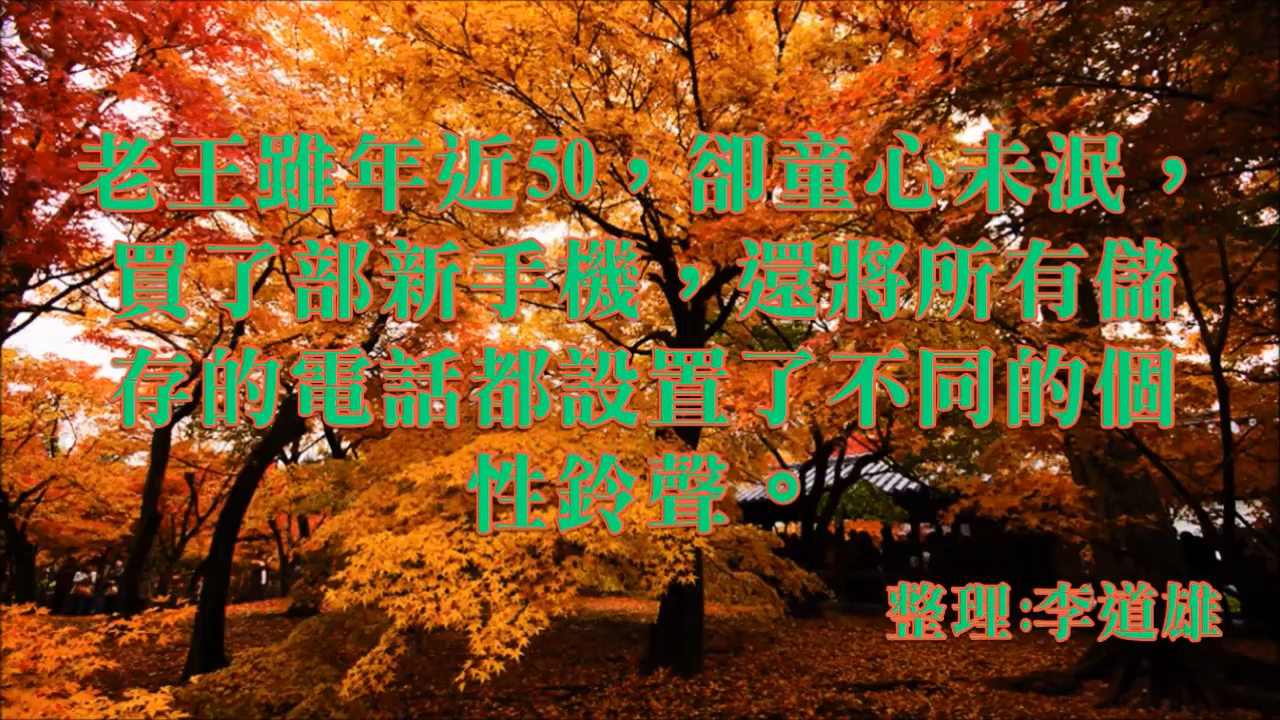 老王雖年近50，卻童心未泯，
買了部新手機，還將所有儲
存的電話都設置了不同的個
性鈴聲。
整理:李道雄